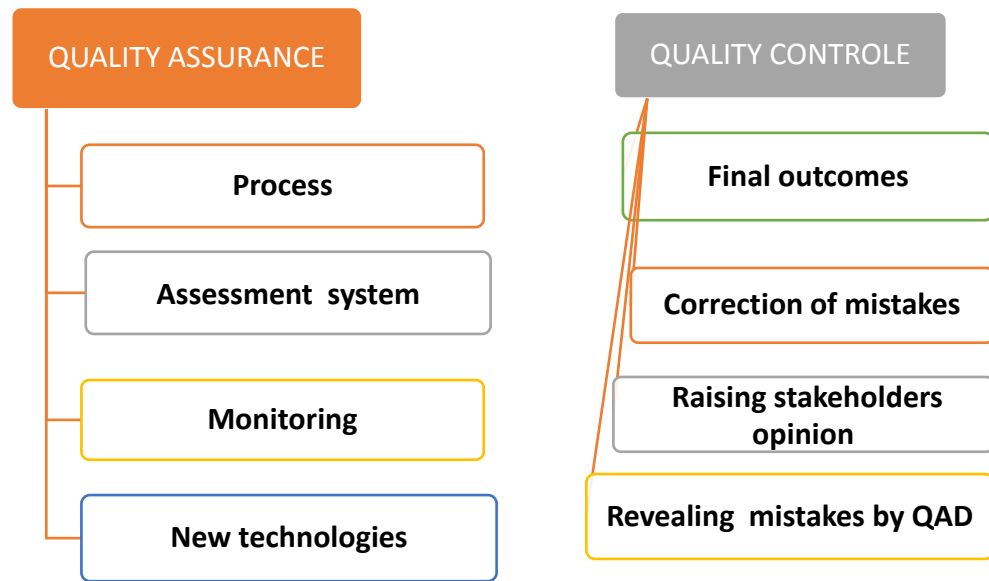 QUALITY ASSURANCE
Process
Assessment system
Monitoring
New technologies
QUALITY CONTROLE
Final outcomes
Correction of mistakes
Raising stakeholders
opinion
Revealing mistakes by QAD